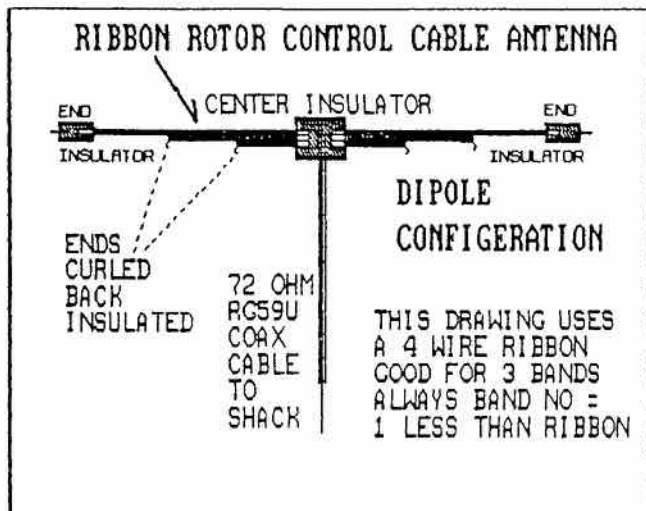 RIBBON ROTOR CONTROL CABLE ANTENNA
END
INSULATOR
CENTER INSULATOR
END
INSULATOR
DIPOLE
CONFIGERATION
ENDS
CURLED
BACK
INSULATED
72 OHM
RG59U
COAX
CABLE
TO
SHACK
THIS DRAWING USES
A 4 WIRE RIBBON
GOOD FOR 3 BANDS
ALWAYS BAND NO =
1 LESS THAN RIBBON